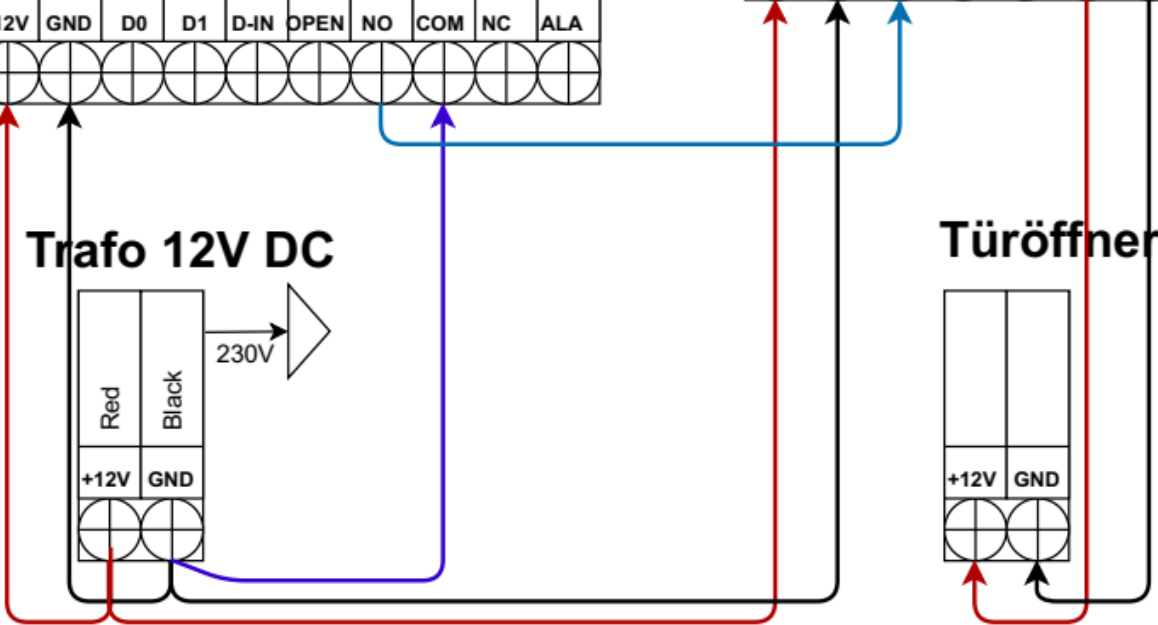 12V GND D0 D1 D-IN OPEN NO COM NC ALA
Trafo 12V DC
Türöffner
230V
Red Black
+12V GND
+12V GND